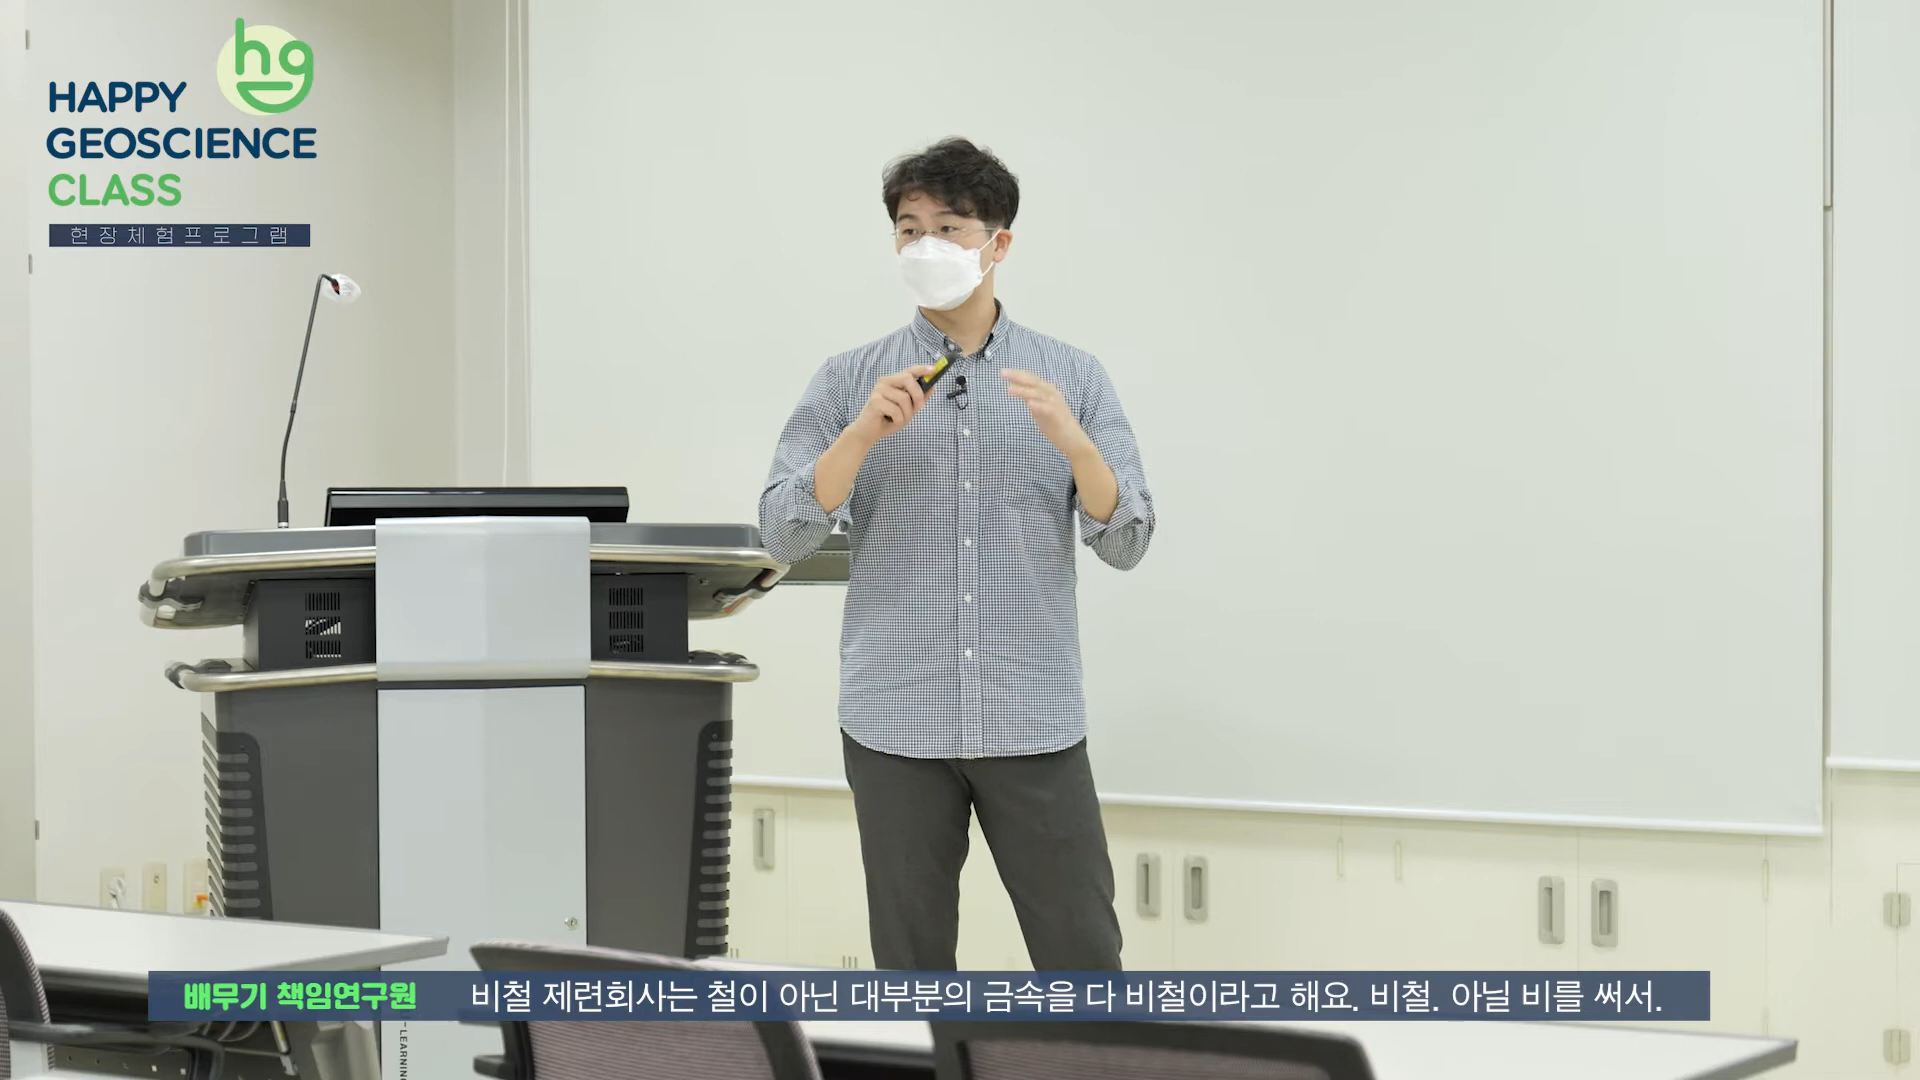 hg
HAPPY
GEOSCIENCE
CLASS
현장체험프로그램
배무기 책임연구원 비철 제련회사는 철이 아닌 대부분의 금속을 다 비철이라고 해요. 비철. 아닐 비를 써서.
-LEARNING